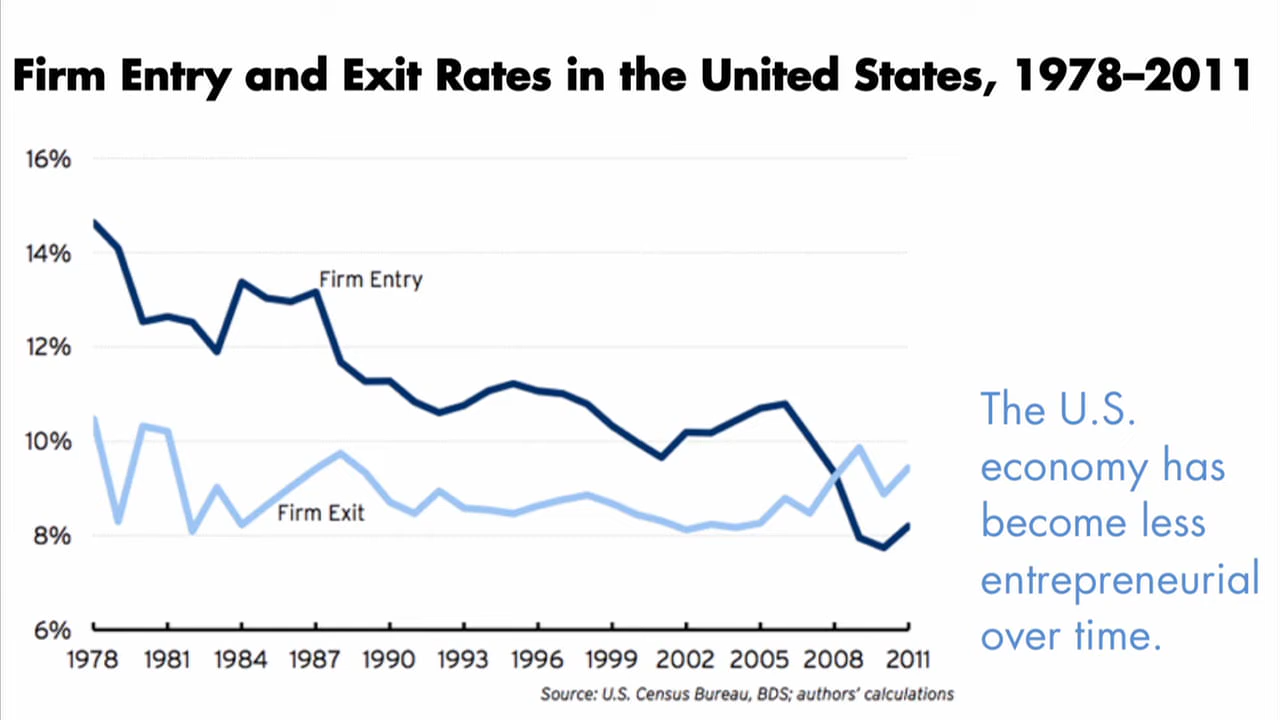 Firm Entry and Exit Rates in the United States, 1978–2011
16%
14%
Firm Entry
12%
10%
Firm Exit
8%
6%
1978 1981 1984 1987 1990 1993 1996 1999 2002 2005 2008 2011
Source: U.S. Census Bureau, BDS; authors' calculations
The U.S.
economy has
become less
entrepreneurial
over time.